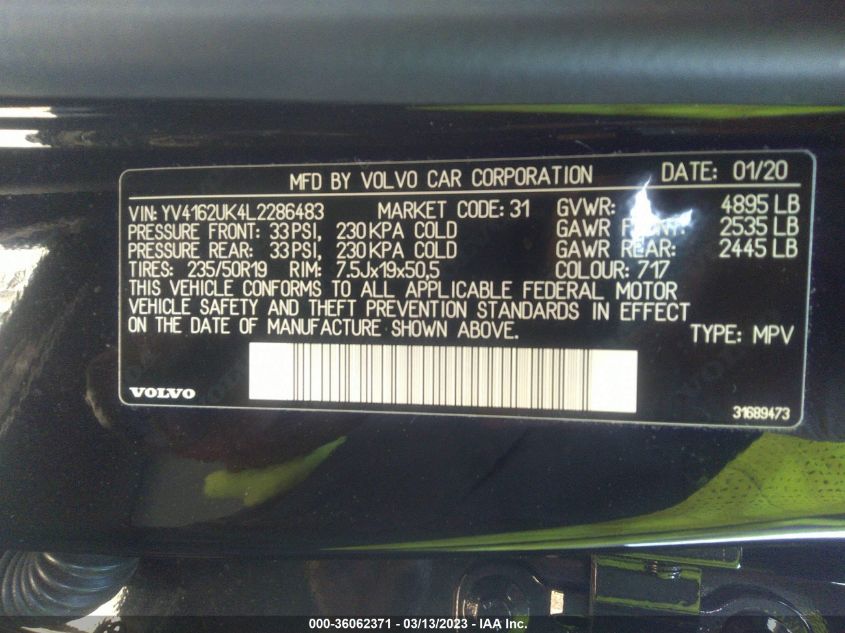 MFD BY VOLVO CAR CORPORATION DATE: 01/20
VIN: YV4162UK4L2286483 MARKET CODE: 31 GVWR: 4895 LB
PRESSURE FRONT: 33 PSI, 230 KPA COLD GAWR FRONT: 2535 LB
PRESSURE REAR: 33 PSI, 230 KPA COLD GAWR REAR: 2445 LB
TIRES: 235/50R19 RIM: 7.5Jx19x50,5 COLOUR: 717
THIS VEHICLE CONFORMS TO ALL APPLICABLE FEDERAL MOTOR
VEHICLE SAFETY AND THEFT PREVENTION STANDARDS IN EFFECT
ON THE DATE OF MANUFACTURE SHOWN ABOVE.
TYPE: MPV
VOLVO
31689473
000-36062371 - 03/13/2023 - IAA Inc.